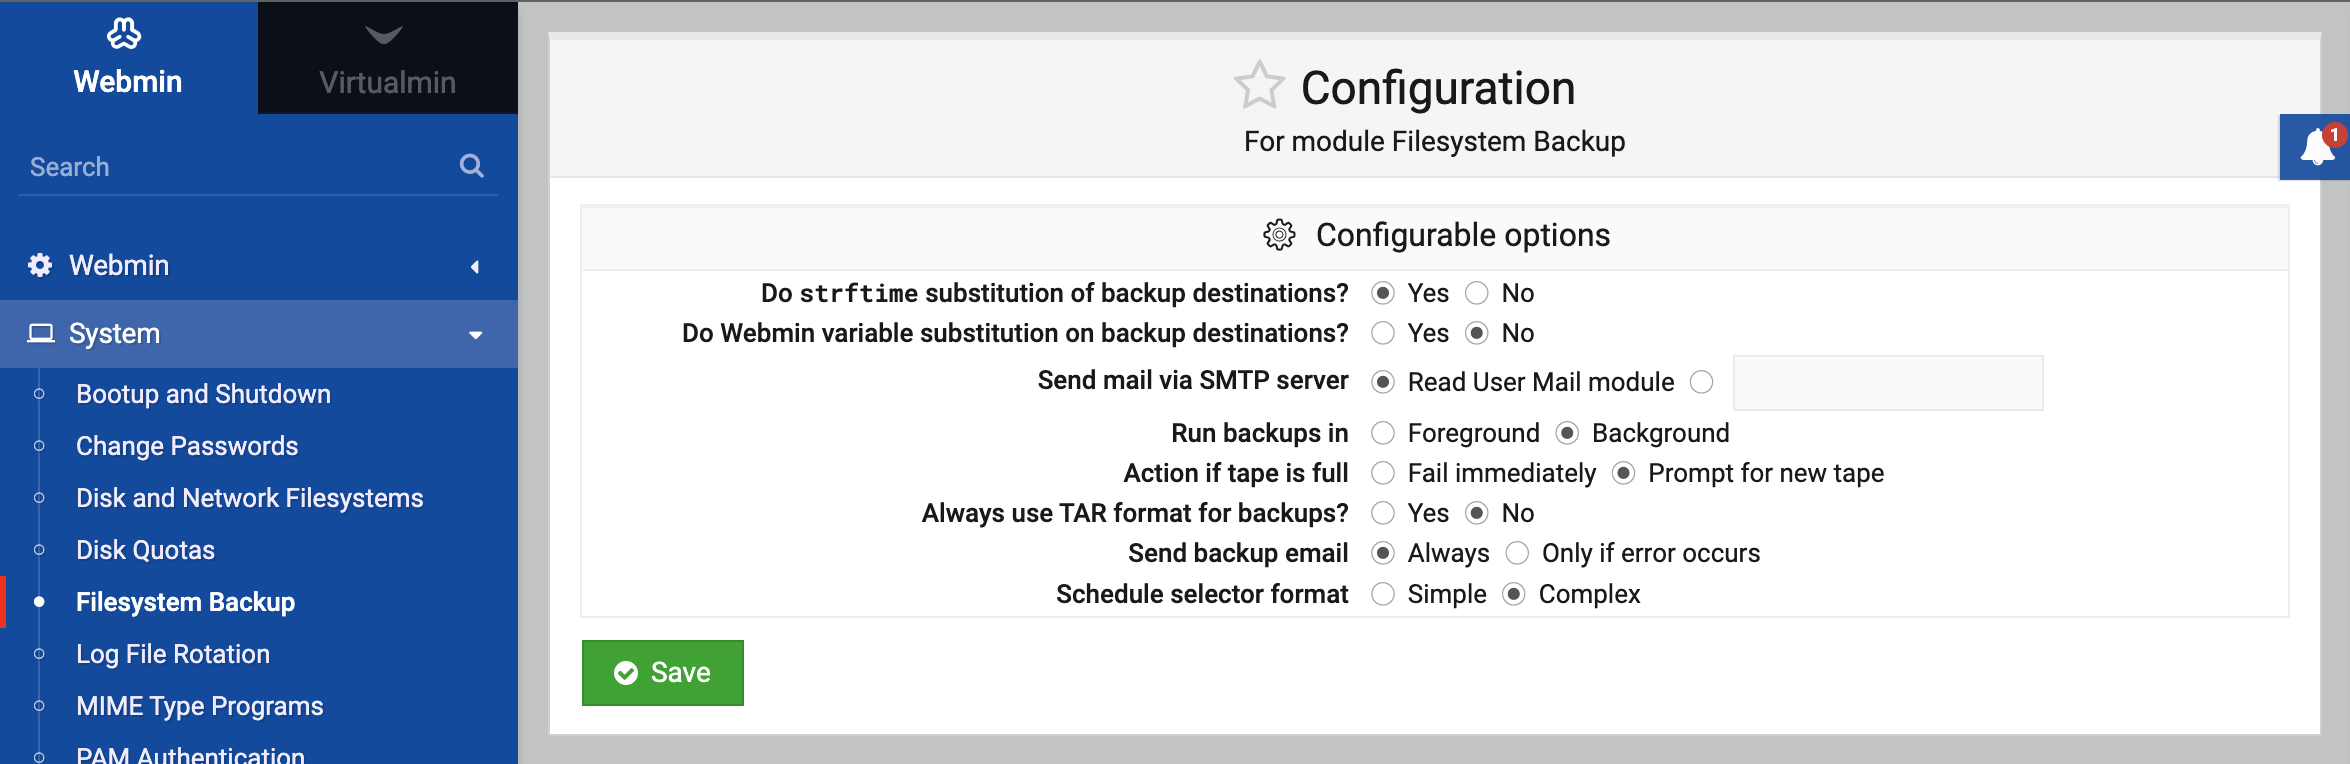 Webmin
Virtualmin
Search
Webmin
System
Bootup and Shutdown
Change Passwords
Disk and Network Filesystems
Disk Quotas
Filesystem Backup
Log File Rotation
MIME Type Programs
PAM Authentication
Configuration
For module Filesystem Backup
1
Configurable options
Do strftime substitution of backup destinations? Yes No
Do Webmin variable substitution on backup destinations? Yes No
Send mail via SMTP server Read User Mail module
Run backups in Foreground Background
Action if tape is full Fail immediately Prompt for new tape
Always use TAR format for backups? Yes No
Send backup email Always Only if error occurs
Schedule selector format Simple Complex
Save